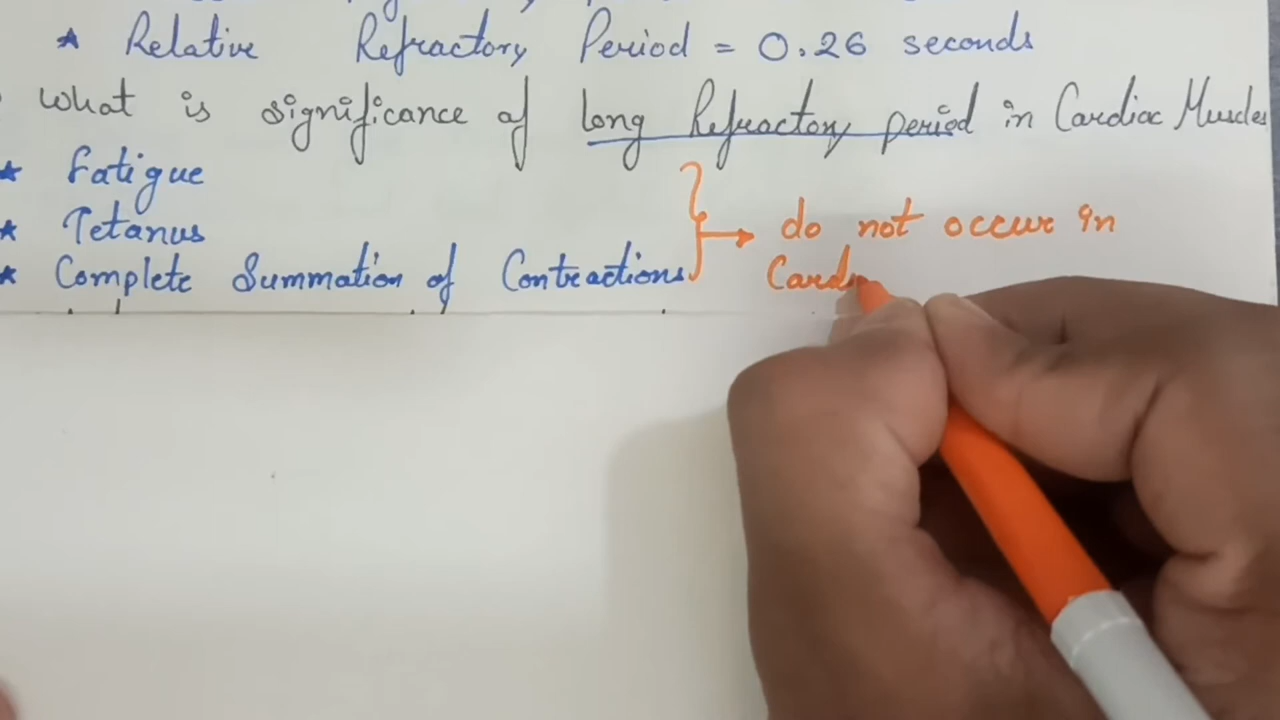 ★ Relative Refractory Period = 0.26 seconds
What is significance of long Refractory period in Cardiac Muscles
★ Fatigue
★ Tetanus
★ Complete Summation of Contractions
do not occur in
Cardi